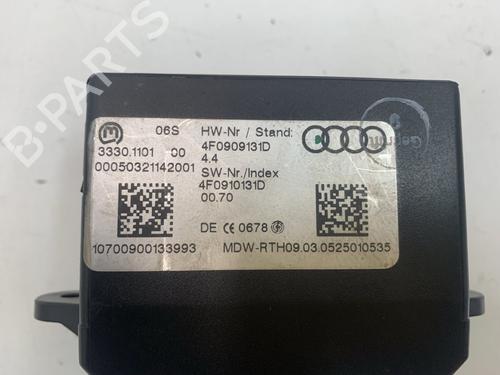 B-PARTS
06S
HW-Nr / Stand:
3330.1101 00
4F0909131D
00050321142001
4.4
SW-Nr./Index
4F0910131D
00.70
DE CE 0678
10700900133993
MDW-RTH09.03.0525010535